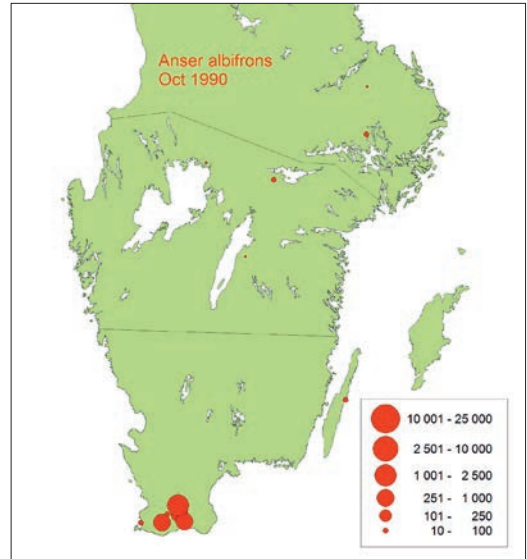 Anser albifrons
Oct 1990
10 001 - 25 000
2 501 - 10 000
1 001 - 2 500
251 - 1 000
101 - 250
10 - 100